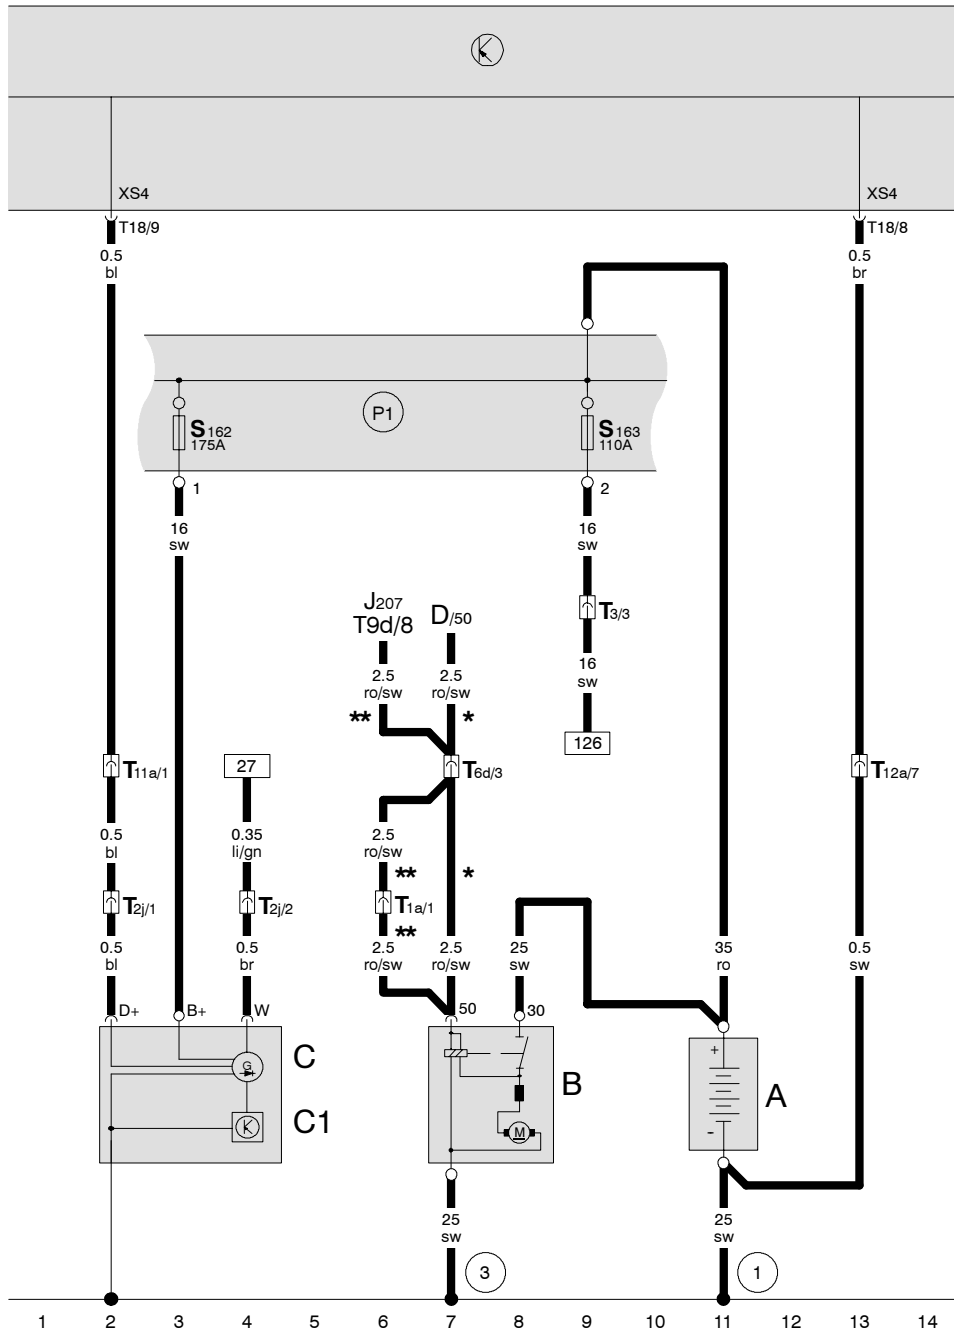 XS4
XS4
T18/9
T18/8
0.5
bl
0.5
br
P1
S162
175A
S163
110A
1
2
16
sw
16
sw
J207
T9d/8
D/50
T3/3
2.5
ro/sw
2.5
ro/sw
16
sw
**
*
126
T11a/1
27
T6d/3
T12a/7
0.5
bl
0.35
li/gn
2.5
ro/sw
**
*
T2j/1
T2j/2
T1a/1
**
0.5
bl
0.5
br
2.5
ro/sw
2.5
ro/sw
25
sw
35
ro
0.5
sw
D+
B+
W
50
30
C
G
C1
B
M
+
-
A
25
sw
25
sw
3
1
1 2 3 4 5 6 7 8 9 10 11 12 13 14